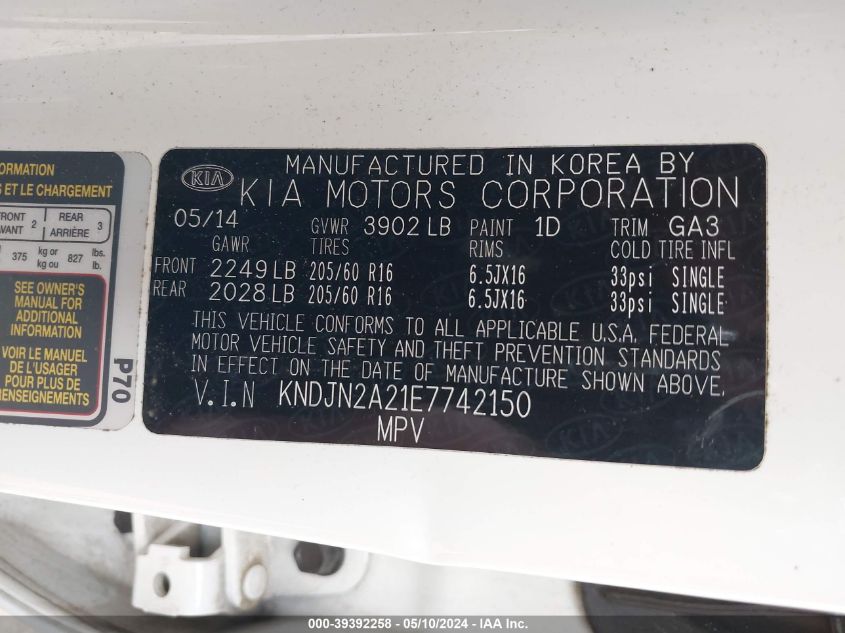 ORMATION
S ET LE CHARGEMENT
FRONT 2 REAR 3
AVANT ARRIÈRE
375 kg or 827 lbs.
kg ou lb.
SEE OWNER'S
MANUAL FOR
ADDITIONAL
INFORMATION
VOIR LE MANUEL
DE L'USAGER
POUR PLUS DE
RENSEIGNEMENTS
P70
KIA
MANUFACTURED IN KOREA BY
KIA MOTORS CORPORATION
05/14 GVWR 3902 LB PAINT 1D TRIM GA3
GAWR TIRES RIMS COLD TIRE INFL
FRONT 2249 LB 205/60 R16 6.5JX16 33psi SINGLE
REAR 2028 LB 205/60 R16 6.5JX16 33psi SINGLE
THIS VEHICLE CONFORMS TO ALL APPLICABLE U.S.A. FEDERAL
MOTOR VEHICLE SAFETY AND THEFT PREVENTION STANDARDS
IN EFFECT ON THE DATE OF MANUFACTURE SHOWN ABOVE.
V.I.N KNDJN2A21E7742150
MPV
000-39392258 - 05/10/2024 - IAA Inc.